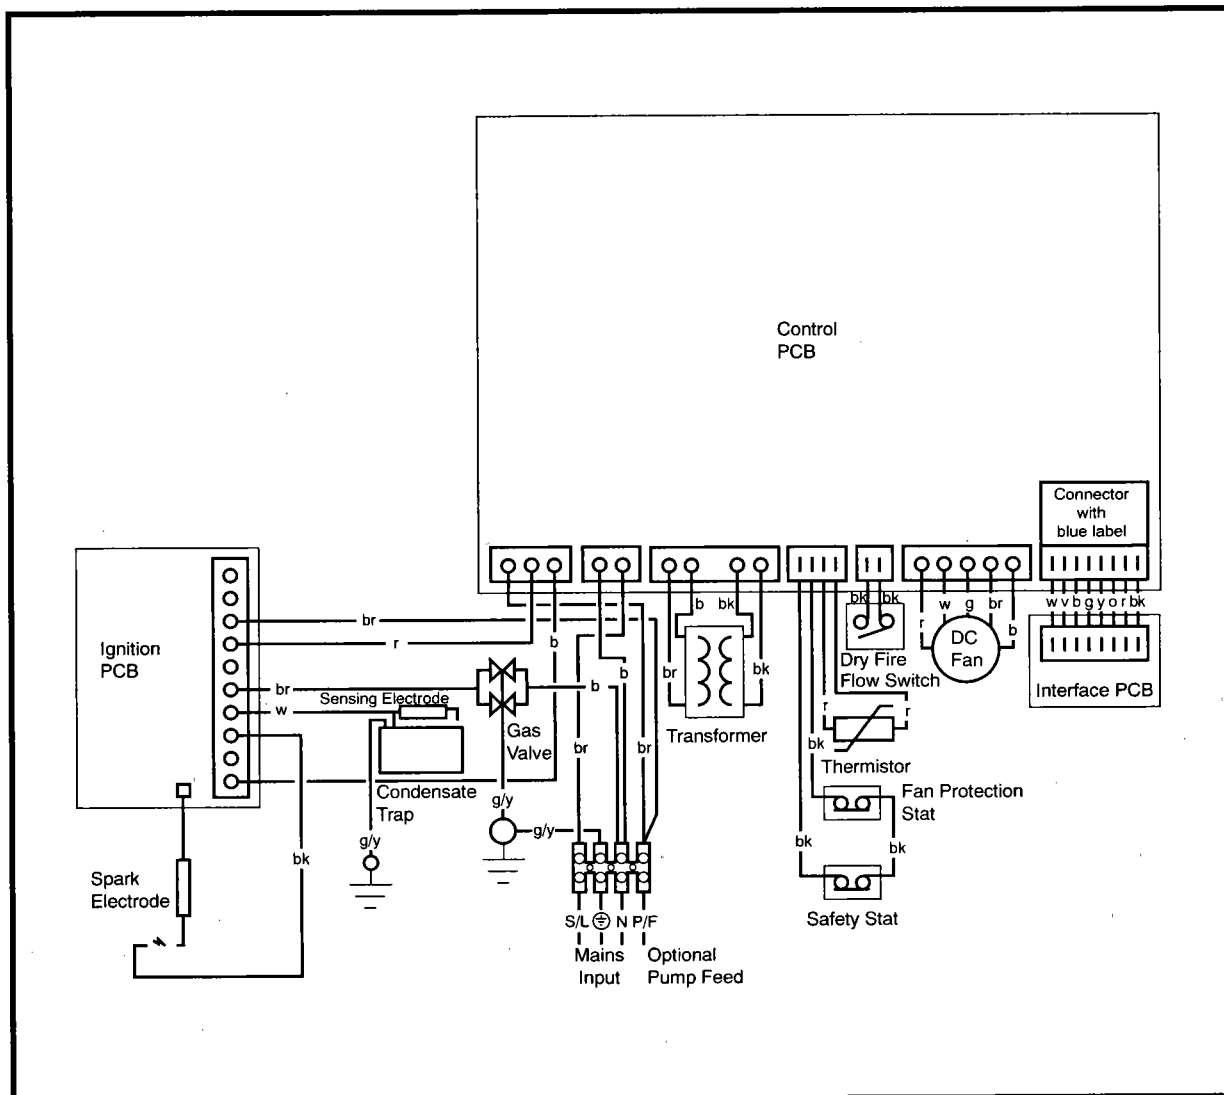 Control
PCB
Connector
with
blue label
Ignition
PCB
br
r
br
w
Sensing Electrode
Gas
Valve
Condensate
Trap
g/y
g/y
g/y
bk
Spark
Electrode
b
b
b
br
br
S/L N P/F
Mains
Input
Optional
Pump Feed
b
bk
br
bk
Transformer
bk
bk
Dry Fire
Flow Switch
r
w
g
br
b
DC
Fan
w v b g y o r bk
Interface PCB
r
r
Thermistor
bk
Fan Protection
Stat
bk
bk
Safety Stat